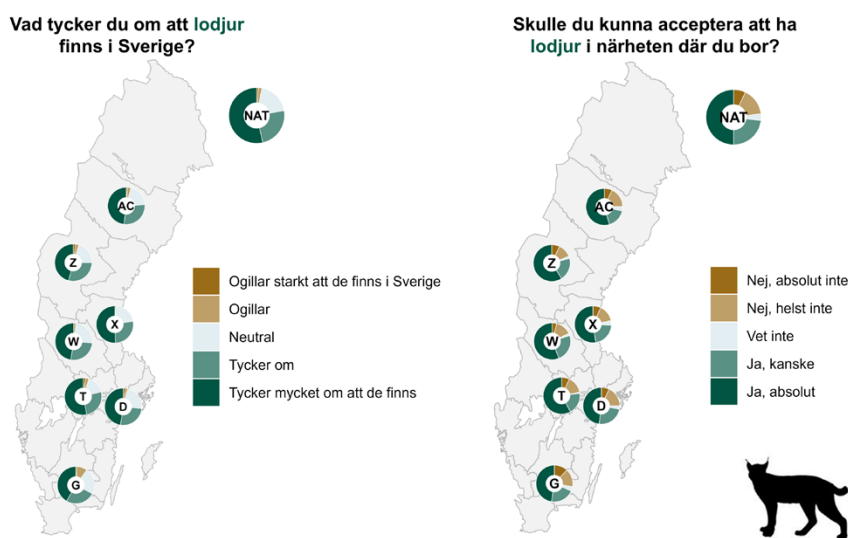 Vad tycker du om att lodjur
finns i Sverige?
NAT
AC
Z
X
W
T
D
G
Ogillar starkt att de finns i Sverige
Ogillar
Neutral
Tycker om
Tycker mycket om att de finns
Skulle du kunna acceptera att ha
lodjur i närheten där du bor?
NAT
AC
Z
X
W
T
D
G
Nej, absolut inte
Nej, helst inte
Vet inte
Ja, kanske
Ja, absolut